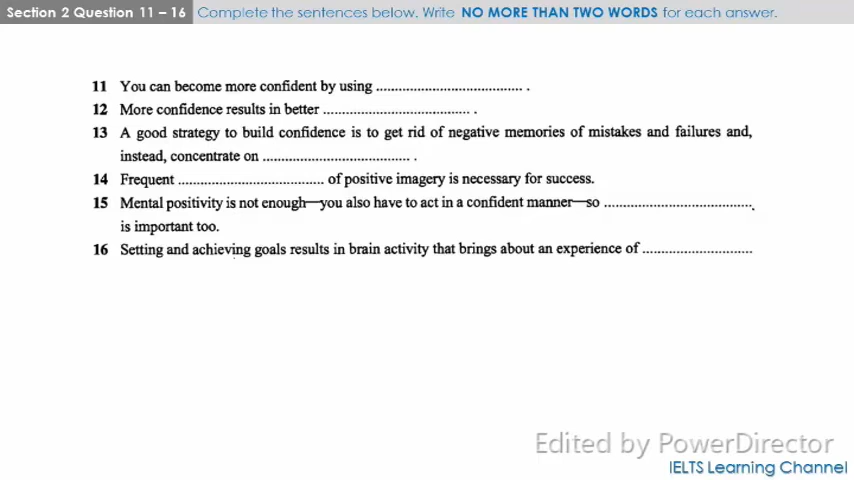 Section 2 Question 11 – 16 Complete the sentences below. Write NO MORE THAN TWO WORDS for each answer.
11 You can become more confident by using ....................................... .
12 More confidence results in better ....................................... .
13 A good strategy to build confidence is to get rid of negative memories of mistakes and failures and,
instead, concentrate on ....................................... .
14 Frequent ....................................... of positive imagery is necessary for success.
15 Mental positivity is not enough—you also have to act in a confident manner—so .......................................
is important too.
16 Setting and achieving goals results in brain activity that brings about an experience of .............................
Edited by PowerDirector
IELTS Learning Channel